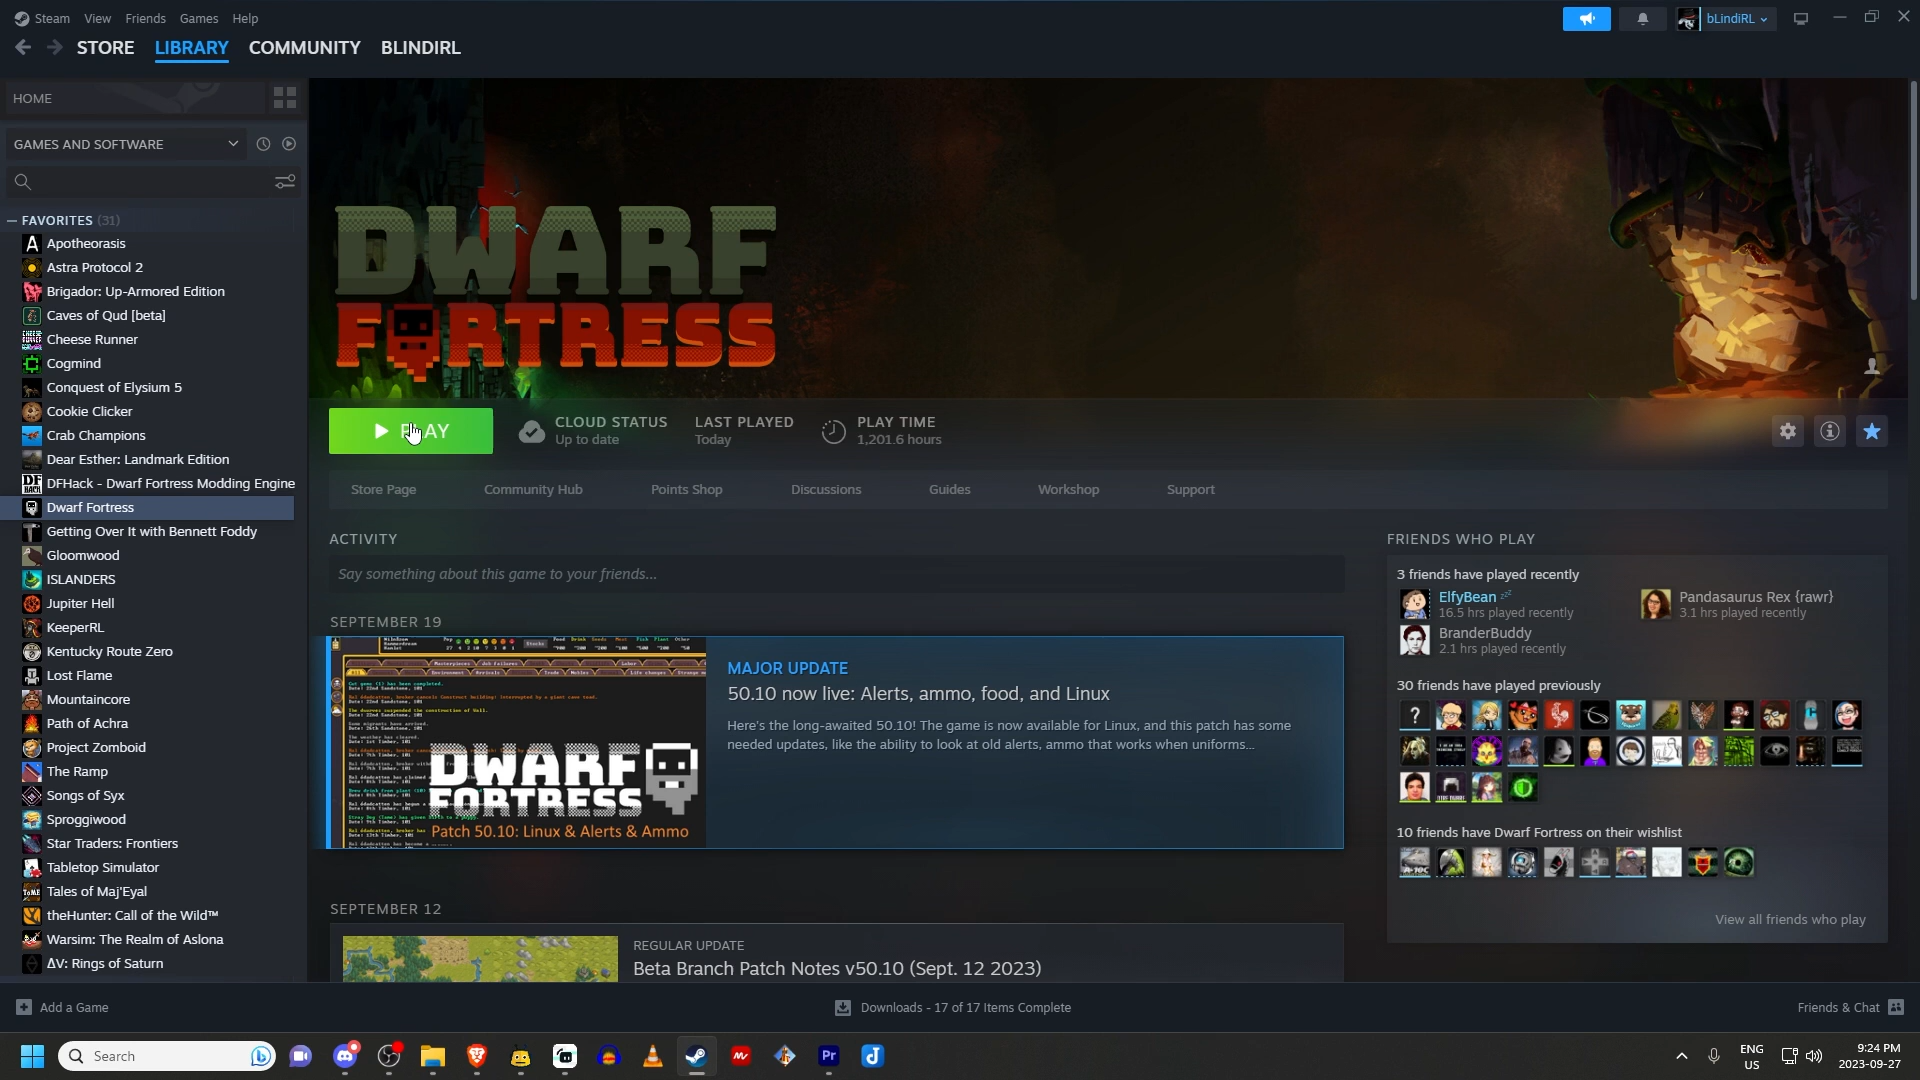 Steam View Friends Games Help
bLindiRL
STORE LIBRARY COMMUNITY BLINDIRL
HOME
GAMES AND SOFTWARE
FAVORITES (31)
Apotheorasis
Astra Protocol 2
Brigador: Up-Armored Edition
Caves of Qud [beta]
Cheese Runner
Cogmind
Conquest of Elysium 5
Cookie Clicker
Crab Champions
Dear Esther: Landmark Edition
DFHack - Dwarf Fortress Modding Engine
Dwarf Fortress
Getting Over It with Bennett Foddy
Gloomwood
ISLANDERS
Jupiter Hell
KeeperRL
Kentucky Route Zero
Lost Flame
Mountaincore
Path of Achra
Project Zomboid
The Ramp
Songs of Syx
Sproggiwood
Star Traders: Frontiers
Tabletop Simulator
Tales of Maj'Eyal
theHunter: Call of the Wild™
Warsim: The Realm of Aslona
ΔV: Rings of Saturn
DWARF
FORTRESS
PLAY
CLOUD STATUS
Up to date
LAST PLAYED
Today
PLAY TIME
1,201.6 hours
Store Page Community Hub Points Shop Discussions Guides Workshop Support
ACTIVITY
Say something about this game to your friends...
SEPTEMBER 19
DWARF
FORTRESS
Patch 50.10: Linux & Alerts & Ammo
MAJOR UPDATE
50.10 now live: Alerts, ammo, food, and Linux
Here's the long-awaited 50.10! The game is now available for Linux, and this patch has some
needed updates, like the ability to look at old alerts, ammo that works when uniforms...
SEPTEMBER 12
REGULAR UPDATE
Beta Branch Patch Notes v50.10 (Sept. 12 2023)
FRIENDS WHO PLAY
3 friends have played recently
ElfyBean zzz
16.5 hrs played recently
Pandasaurus Rex {rawr}
3.1 hrs played recently
BranderBuddy
2.1 hrs played recently
30 friends have played previously
10 friends have Dwarf Fortress on their wishlist
View all friends who play
Add a Game
Downloads - 17 of 17 Items Complete
Friends & Chat
Search
ENG
US
9:24 PM
2023-09-27